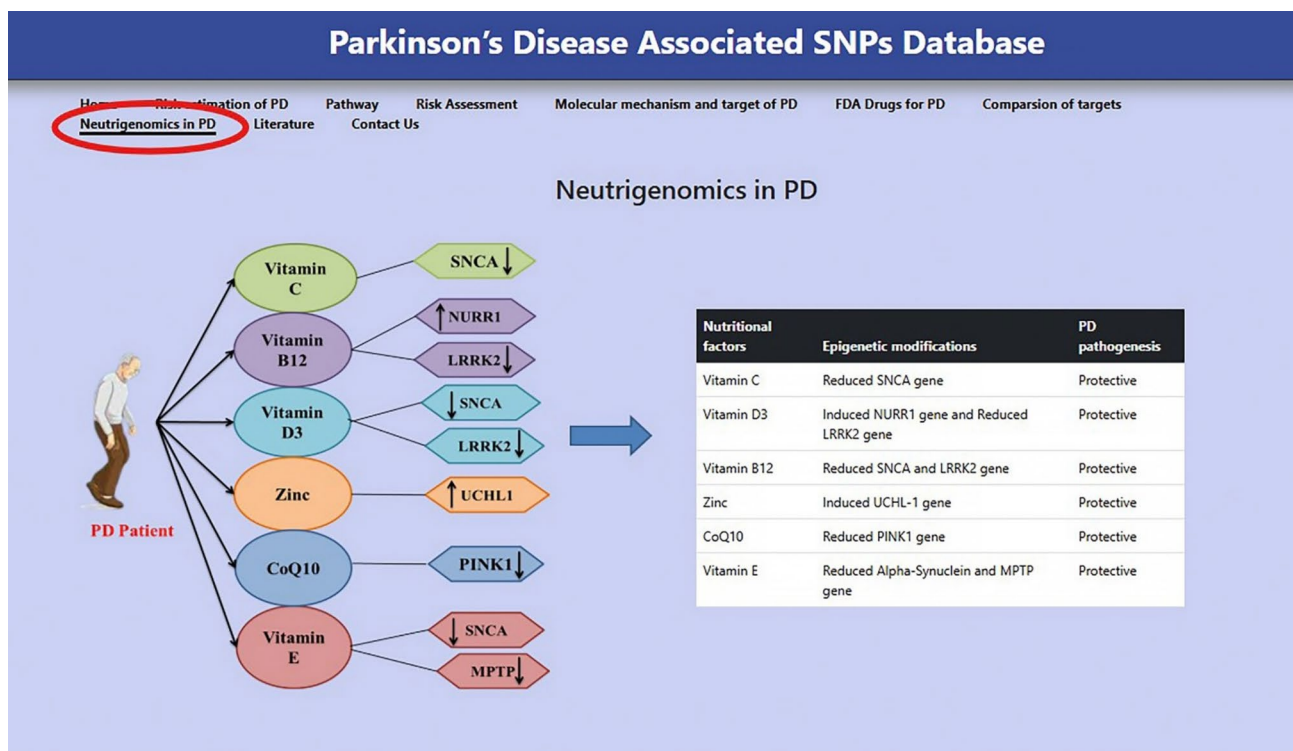 Parkinson's Disease Associated SNPs Database
Home Risk estimation of PD Pathway Risk Assessment Molecular mechanism and target of PD FDA Drugs for PD Comparsion of targets
Neutrigenomics in PD Literature Contact Us
Neutrigenomics in PD
Vitamin
C
SNCA
Vitamin
B12
NURR1
LRRK2
Vitamin
D3
SNCA
LRRK2
Zinc
UCHL1
CoQ10
PINK1
Vitamin
E
SNCA
MPTP
PD Patient
Nutritional
factors
Epigenetic modifications
PD
pathogenesis
Vitamin C Reduced SNCA gene Protective
Vitamin D3 Induced NURR1 gene and Reduced Protective
LRRK2 gene
Vitamin B12 Reduced SNCA and LRRK2 gene Protective
Zinc Induced UCHL-1 gene Protective
CoQ10 Reduced PINK1 gene Protective
Vitamin E Reduced Alpha-Synuclein and MPTP Protective
gene